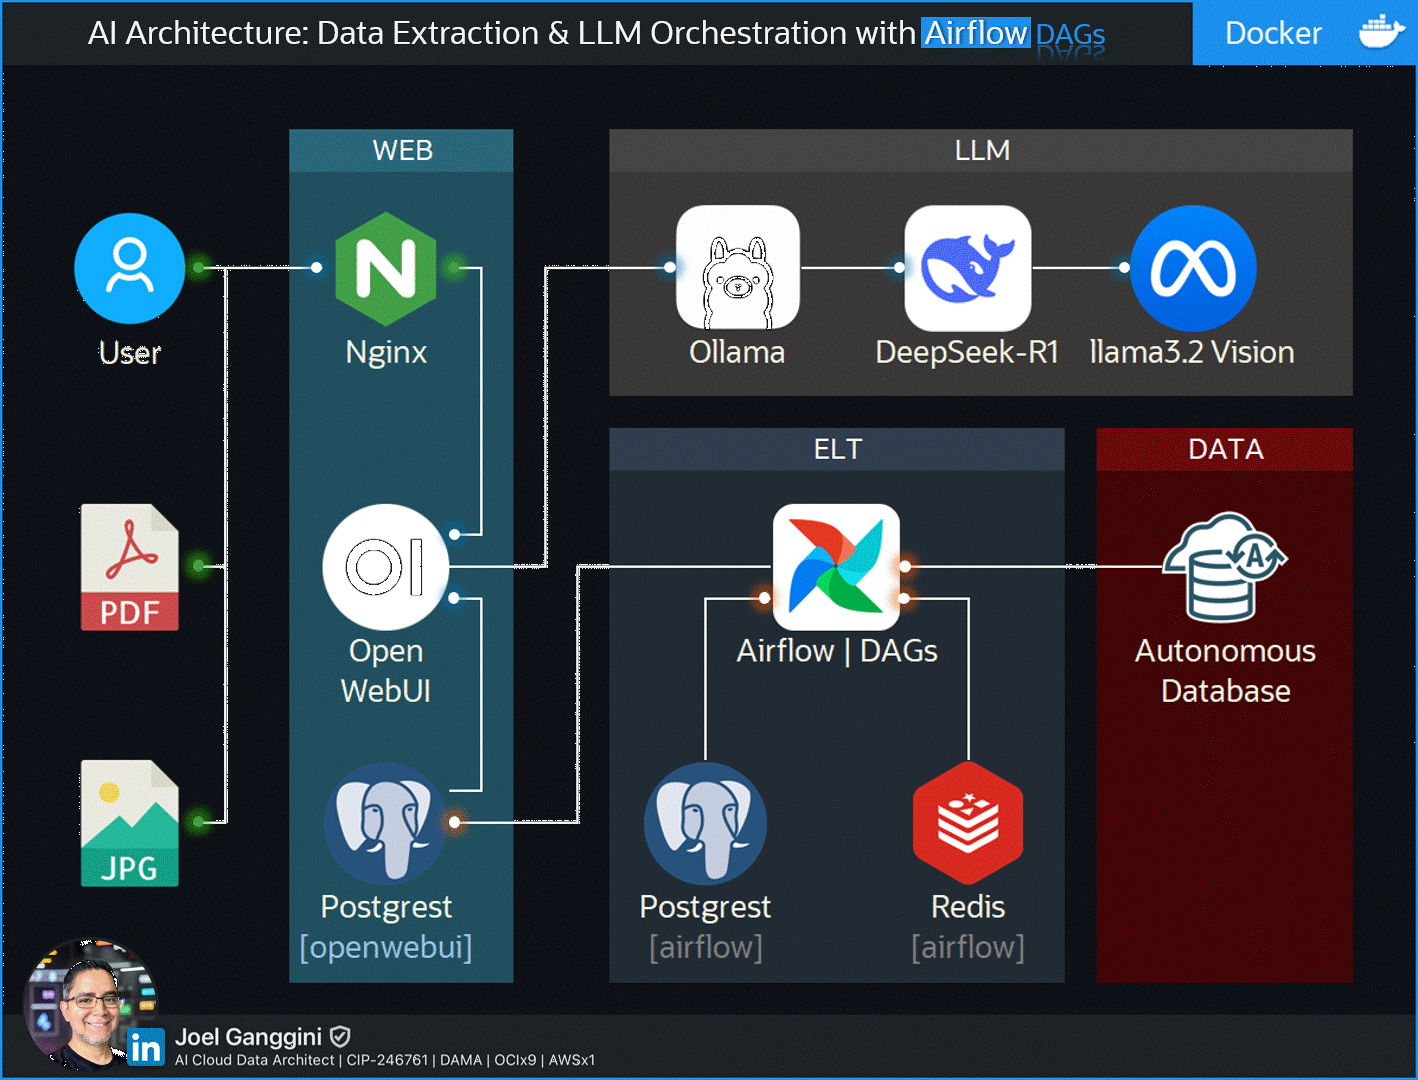 AI Architecture: Data Extraction & LLM Orchestration with Airflow DAGs
Docker
WEB
LLM
User
Nginx
Ollama
DeepSeek-R1
llama3.2 Vision
ELT
DATA
PDF
Open
WebUI
Airflow | DAGs
A
Autonomous
Database
JPG
Postgrest
[openwebui]
Postgrest
[airflow]
Redis
[airflow]
in
Joel Ganggini
AI Cloud Data Architect | CIP-246761 | DAMA | OCIx9 | AWSx1